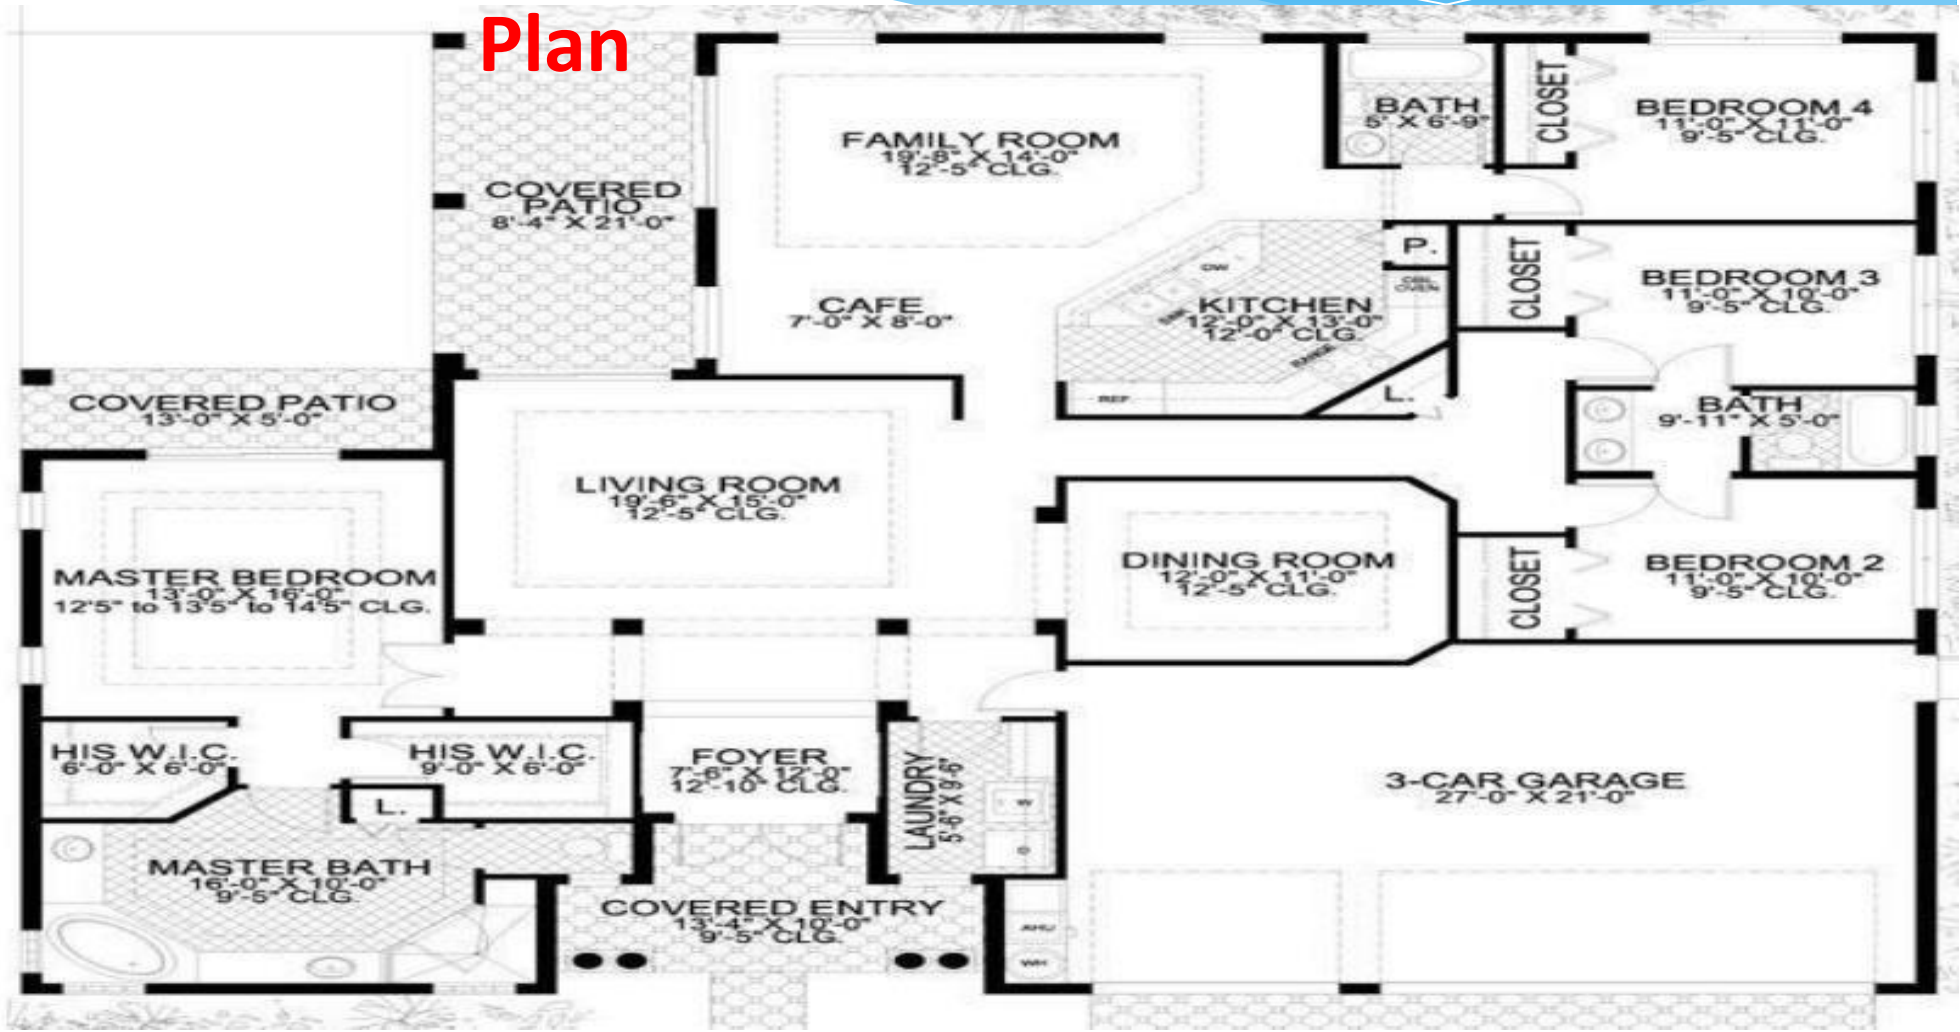 Plan
FAMILY ROOM
19'-8" X 14'-0"
12'-5" CLG.
BATH
5' X 6'-9"
CLOSET
BEDROOM 4
11'-0" X 11'-0"
9'-5" CLG.
COVERED
PATIO
8'-4" X 21'-0"
CAFE
7'-0" X 8'-0"
DW
SINK
KITCHEN
12'-0" X 13'-0"
12'-0" CLG.
RANGE
REF
P.
DBL
OVEN
L.
CLOSET
BEDROOM 3
11'-0" X 10'-0"
9'-5" CLG.
COVERED PATIO
13'-0" X 5'-0"
BATH
9'-11" X 5'-0"
LIVING ROOM
19'-6" X 15'-0"
12'-5" CLG.
MASTER BEDROOM
13'-0" X 16'-0"
12'5" to 13'5" to 14'5" CLG.
DINING ROOM
12'-0" X 11'-0"
12'-5" CLG.
CLOSET
BEDROOM 2
11'-0" X 10'-0"
9'-5" CLG.
HIS W.I.C.
6'-0" X 6'-0"
HIS W.I.C.
9'-0" X 6'-0"
L.
FOYER
7'-6" X 12'-0"
12'-10" CLG.
LAUNDRY
5'-6" X 9'-6"
W
D
3-CAR GARAGE
27'-0" X 21'-0"
MASTER BATH
16'-0" X 10'-0"
9'-5" CLG.
COVERED ENTRY
13'-4" X 10'-0"
9'-5" CLG.
AHU
WH